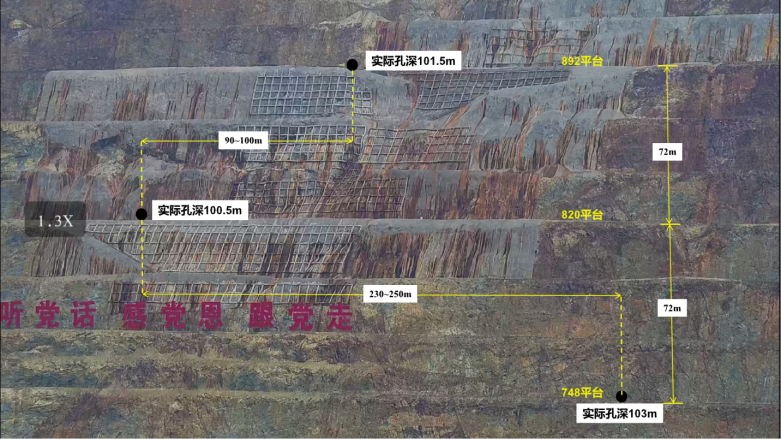 实际孔深101.5m
892平台
90~100m
72m
实际孔深100.5m
820平台
1.3X
230~250m
72m
听党话 感党恩 跟党走
748平台
实际孔深103m